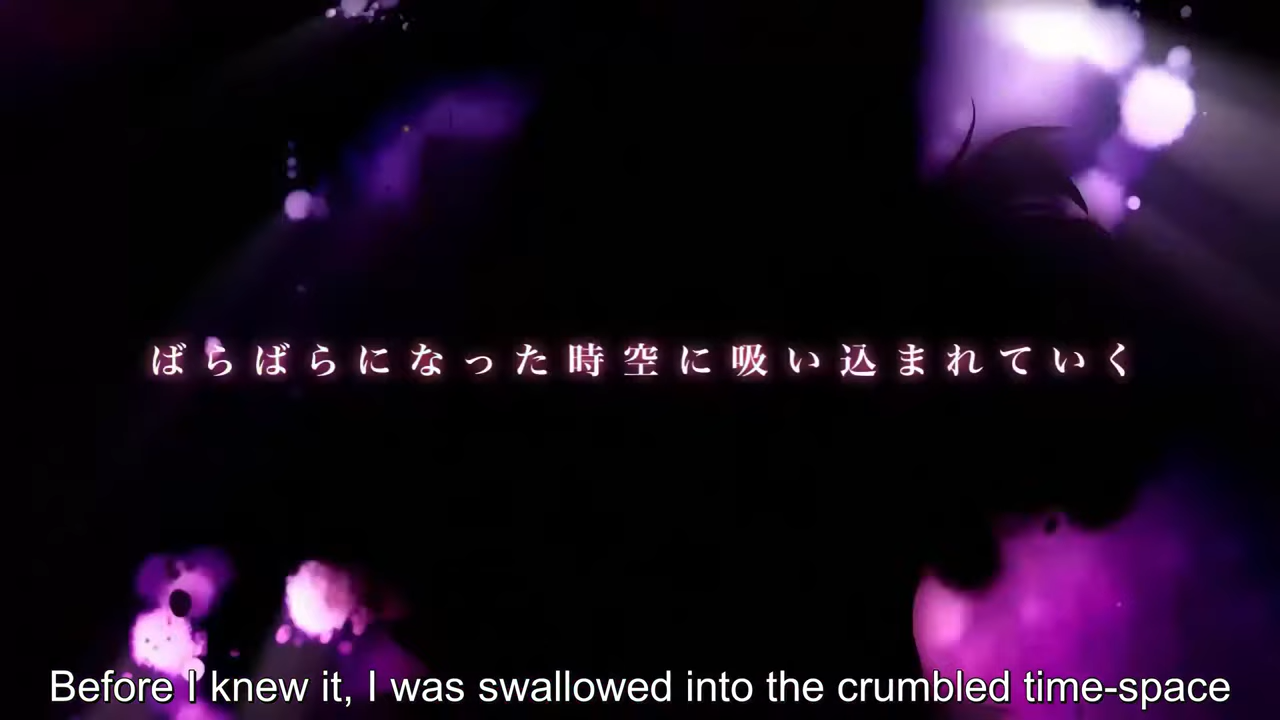 ばらばらになった時空に吸い込まれていく
Before I knew it, I was swallowed into the crumbled time-space